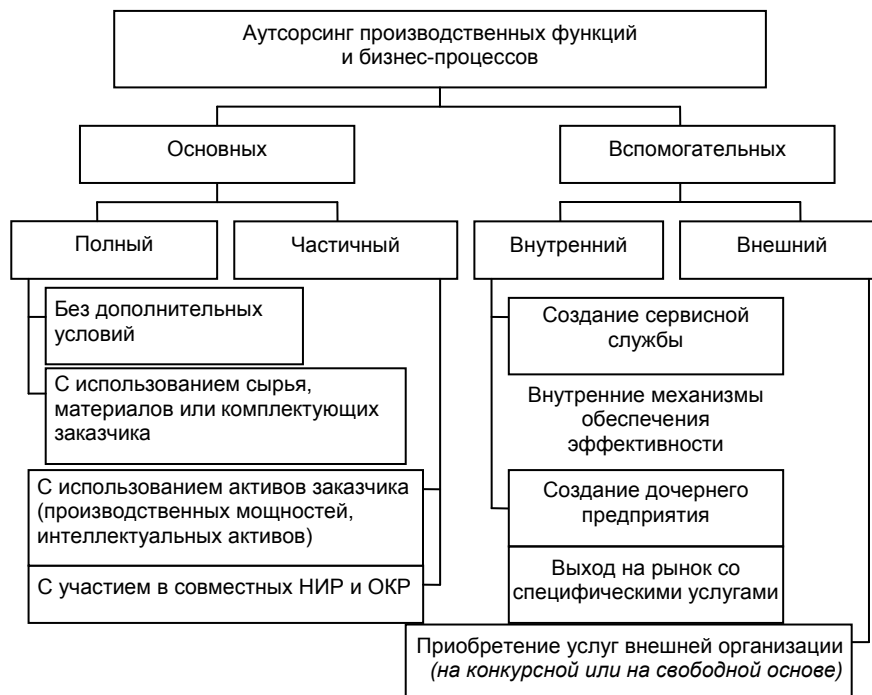 Аутсорсинг производственных функций
и бизнес-процессов
Основных
Вспомогательных
Полный
Частичный
Внутренний
Внешний
Без дополнительных
условий
С использованием сырья,
материалов или комплектующих
заказчика
С использованием активов заказчика
(производственных мощностей,
интеллектуальных активов)
С участием в совместных НИР и ОКР
Создание сервисной
службы
Внутренние механизмы
обеспечения
эффективности
Создание дочернего
предприятия
Выход на рынок со
специфическими услугами
Приобретение услуг внешней организации
(на конкурсной или на свободной основе)